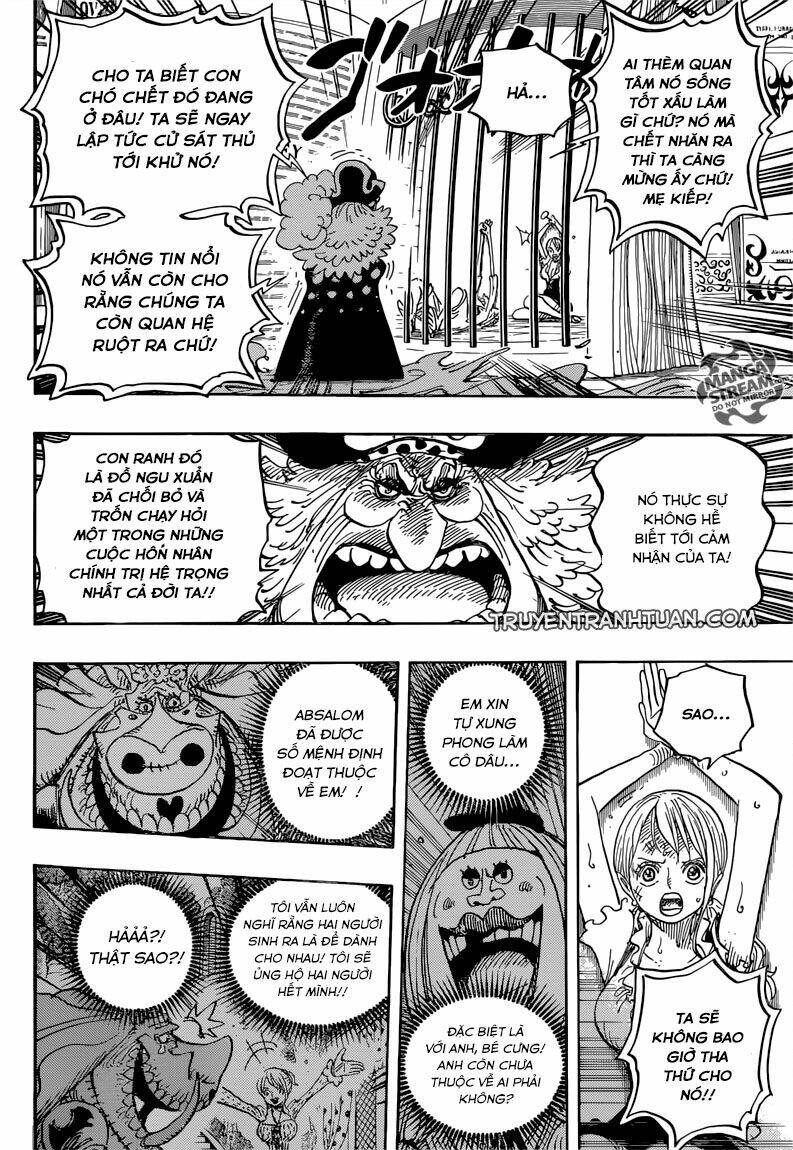 AI THÈM QUAN
TÂM NÓ SỐNG
TỐT XẤU LÀM
GÌ CHỨ? NÓ MÀ
CHẾT NHĂN RA
THÌ TA CÀNG
MỪNG ẤY CHỨ!
MẸ KIẾP!
HẢ...
CHO TA BIẾT CON
CHÓ CHẾT ĐÓ ĐANG
Ở ĐÂU! TA SẼ NGAY
LẬP TỨC CỬ SÁT THỦ
TỚI KHỬ NÓ!
KHÔNG TIN NỔI
NÓ VẪN CÒN CHO
RẰNG CHÚNG TA
CÒN QUAN HỆ
RUỘT RA CHỨ!
MANGA
STREAM
DO NOT MIRROR
NÓ THỰC SỰ
KHÔNG HỀ
BIẾT TỚI CẢM
NHẬN CỦA TA!
CON RANH ĐÓ
LÀ ĐỒ NGU XUẨN
ĐÃ CHỐI BỎ VÀ
TRỐN CHẠY HỎI
MỘT TRONG NHỮNG
CUỘC HÔN NHÂN
CHÍNH TRỊ HỆ TRỌNG
NHẤT CẢ ĐỜI TA!!
TRUYENTRANHTUAN.COM
SAO...
TA SẼ
KHÔNG BAO
GIỜ THA
THỨ CHO
NÓ!!
EM XIN
TỰ XUNG
PHONG LÀM
CÔ DÂU...
ĐẶC BIỆT LÀ
VỚI ANH, BÉ CƯNG!
ANH CÒN CHƯA
THUỘC VỀ AI PHẢI
KHÔNG?
ABSALOM
ĐÃ ĐƯỢC
SỐ MỆNH ĐỊNH
ĐOẠT THUỘC
VỀ EM! !
TÔI VẪN LUÔN
NGHĨ RẰNG HAI NGƯỜI
SINH RA LÀ ĐỂ DÀNH
CHO NHAU! TÔI SẼ
ỦNG HỘ HAI NGƯỜI
HẾT MÌNH!!
HẢẢẢ?!
THẬT SAO?!